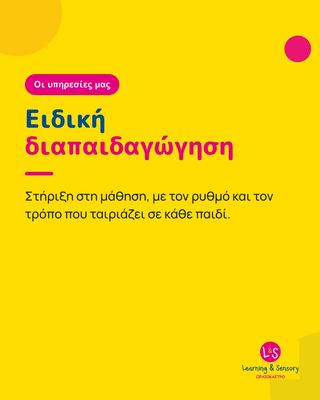 Οι υπηρεσίες μας
Ειδική
διαπαιδαγώγηση
Στήριξη στη μάθηση, με τον ρυθμό και τον
τρόπο που ταιριάζει σε κάθε παιδί.
L&S
Learning & Sensory
ΩΡΑΙΟΚΑΣΤΡΟ